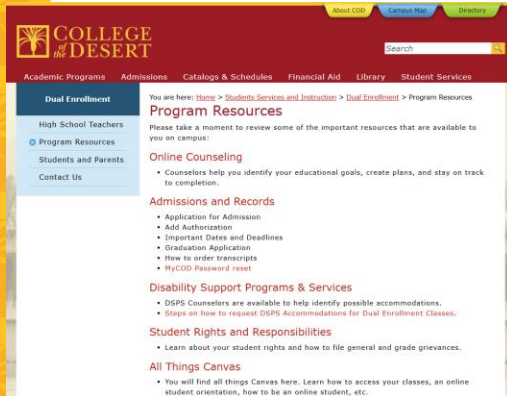 About COD
Campus Map
Directory
COLLEGE
of the DESERT
Search
Academic Programs Admissions Catalogs & Schedules Financial Aid Library Student Services
Dual Enrollment
High School Teachers
Program Resources
Students and Parents
Contact Us
You are here: Home > Students Services and Instruction > Dual Enrollment > Program Resources
Program Resources
Please take a moment to review some of the important resources that are available to
you on campus:
Online Counseling
• Counselors help you identify your educational goals, create plans, and stay on track
to completion.
Admissions and Records
• Application for Admission
• Add Authorization
• Important Dates and Deadlines
• Graduation Application
• How to order transcripts
• MyCOD Password reset
Disability Support Programs & Services
• DSPS Counselors are available to help identify possible accommodations.
• Steps on how to request DSPS Accommodations for Dual Enrollment Classes.
Student Rights and Responsibilities
• Learn about your student rights and how to file general and grade grievances.
All Things Canvas
• You will find all things Canvas here. Learn how to access your classes, an online
student orientation, how to be an online student, etc.